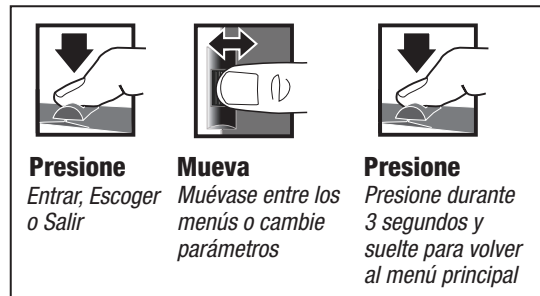 Presione
Entrar, Escoger
o Salir
Mueva
Muévase entre los
menús o cambie
parámetros
Presione
Presione durante
3 segundos y
suelte para volver
al menú principal